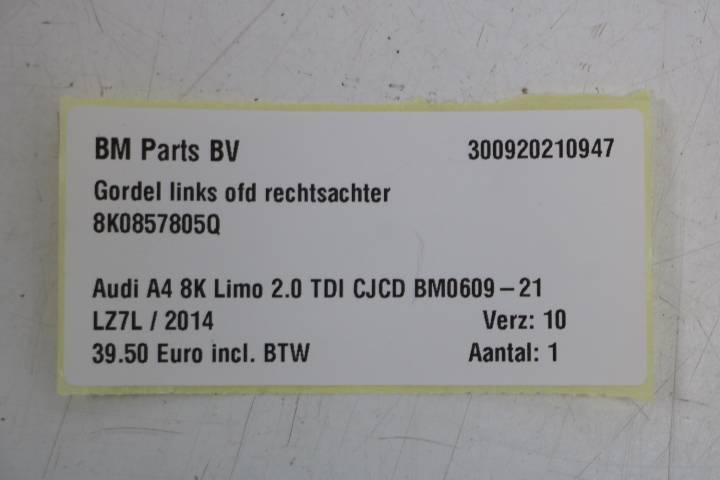 BM Parts BV 300920210947
Gordel links ofd rechtsachter
8K0857805Q
Audi A4 8K Limo 2.0 TDI CJCD BM0609-21
LZ7L / 2014 Verz: 10
39.50 Euro incl. BTW Aantal: 1